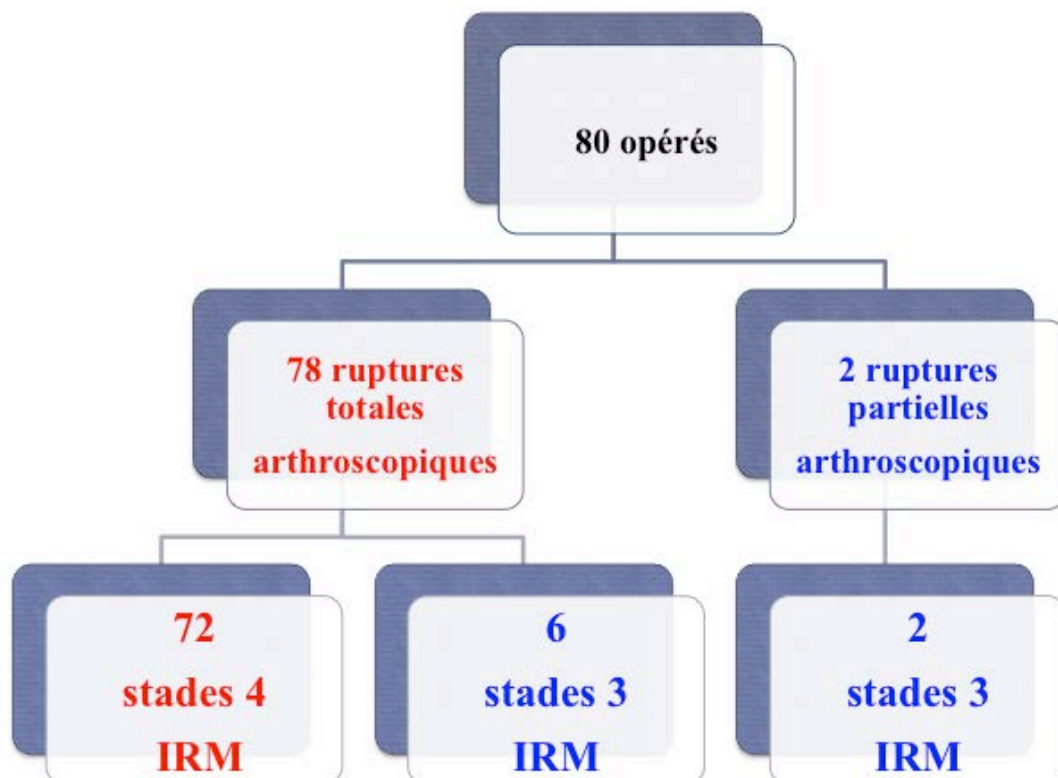 80 opérés
78 ruptures
totales
arthroscopiques
2 ruptures
partielles
arthroscopiques
72
stades 4
IRM
6
stades 3
IRM
2
stades 3
IRM